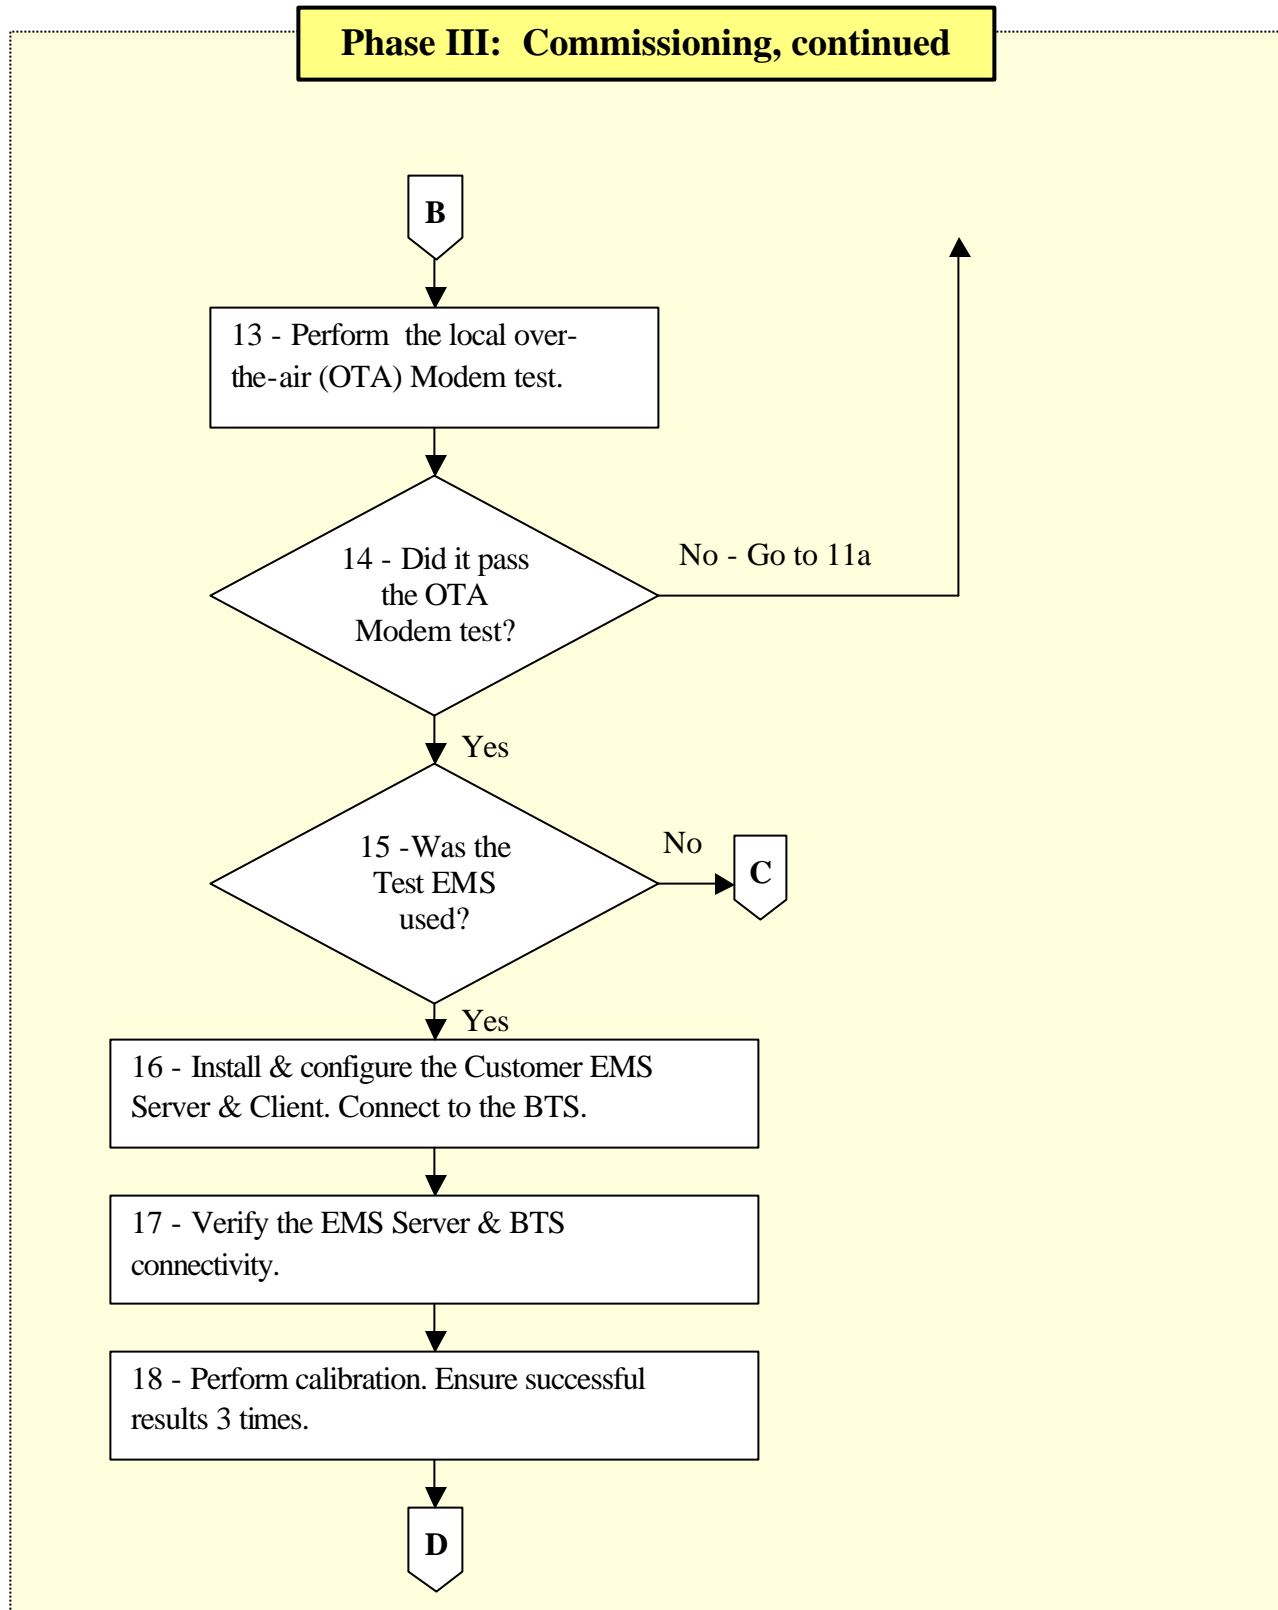 Phase III:  Commissioning, continued
B
13 - Perform  the local over-
the-air (OTA) Modem test.
14 - Did it pass
the OTA
Modem test?
No - Go to 11a
Yes
15 -Was the
Test EMS
used?
No
C
Yes
16 - Install & configure the Customer EMS
Server & Client. Connect to the BTS.
17 - Verify the EMS Server & BTS
connectivity.
18 - Perform calibration. Ensure successful
results 3 times.
D